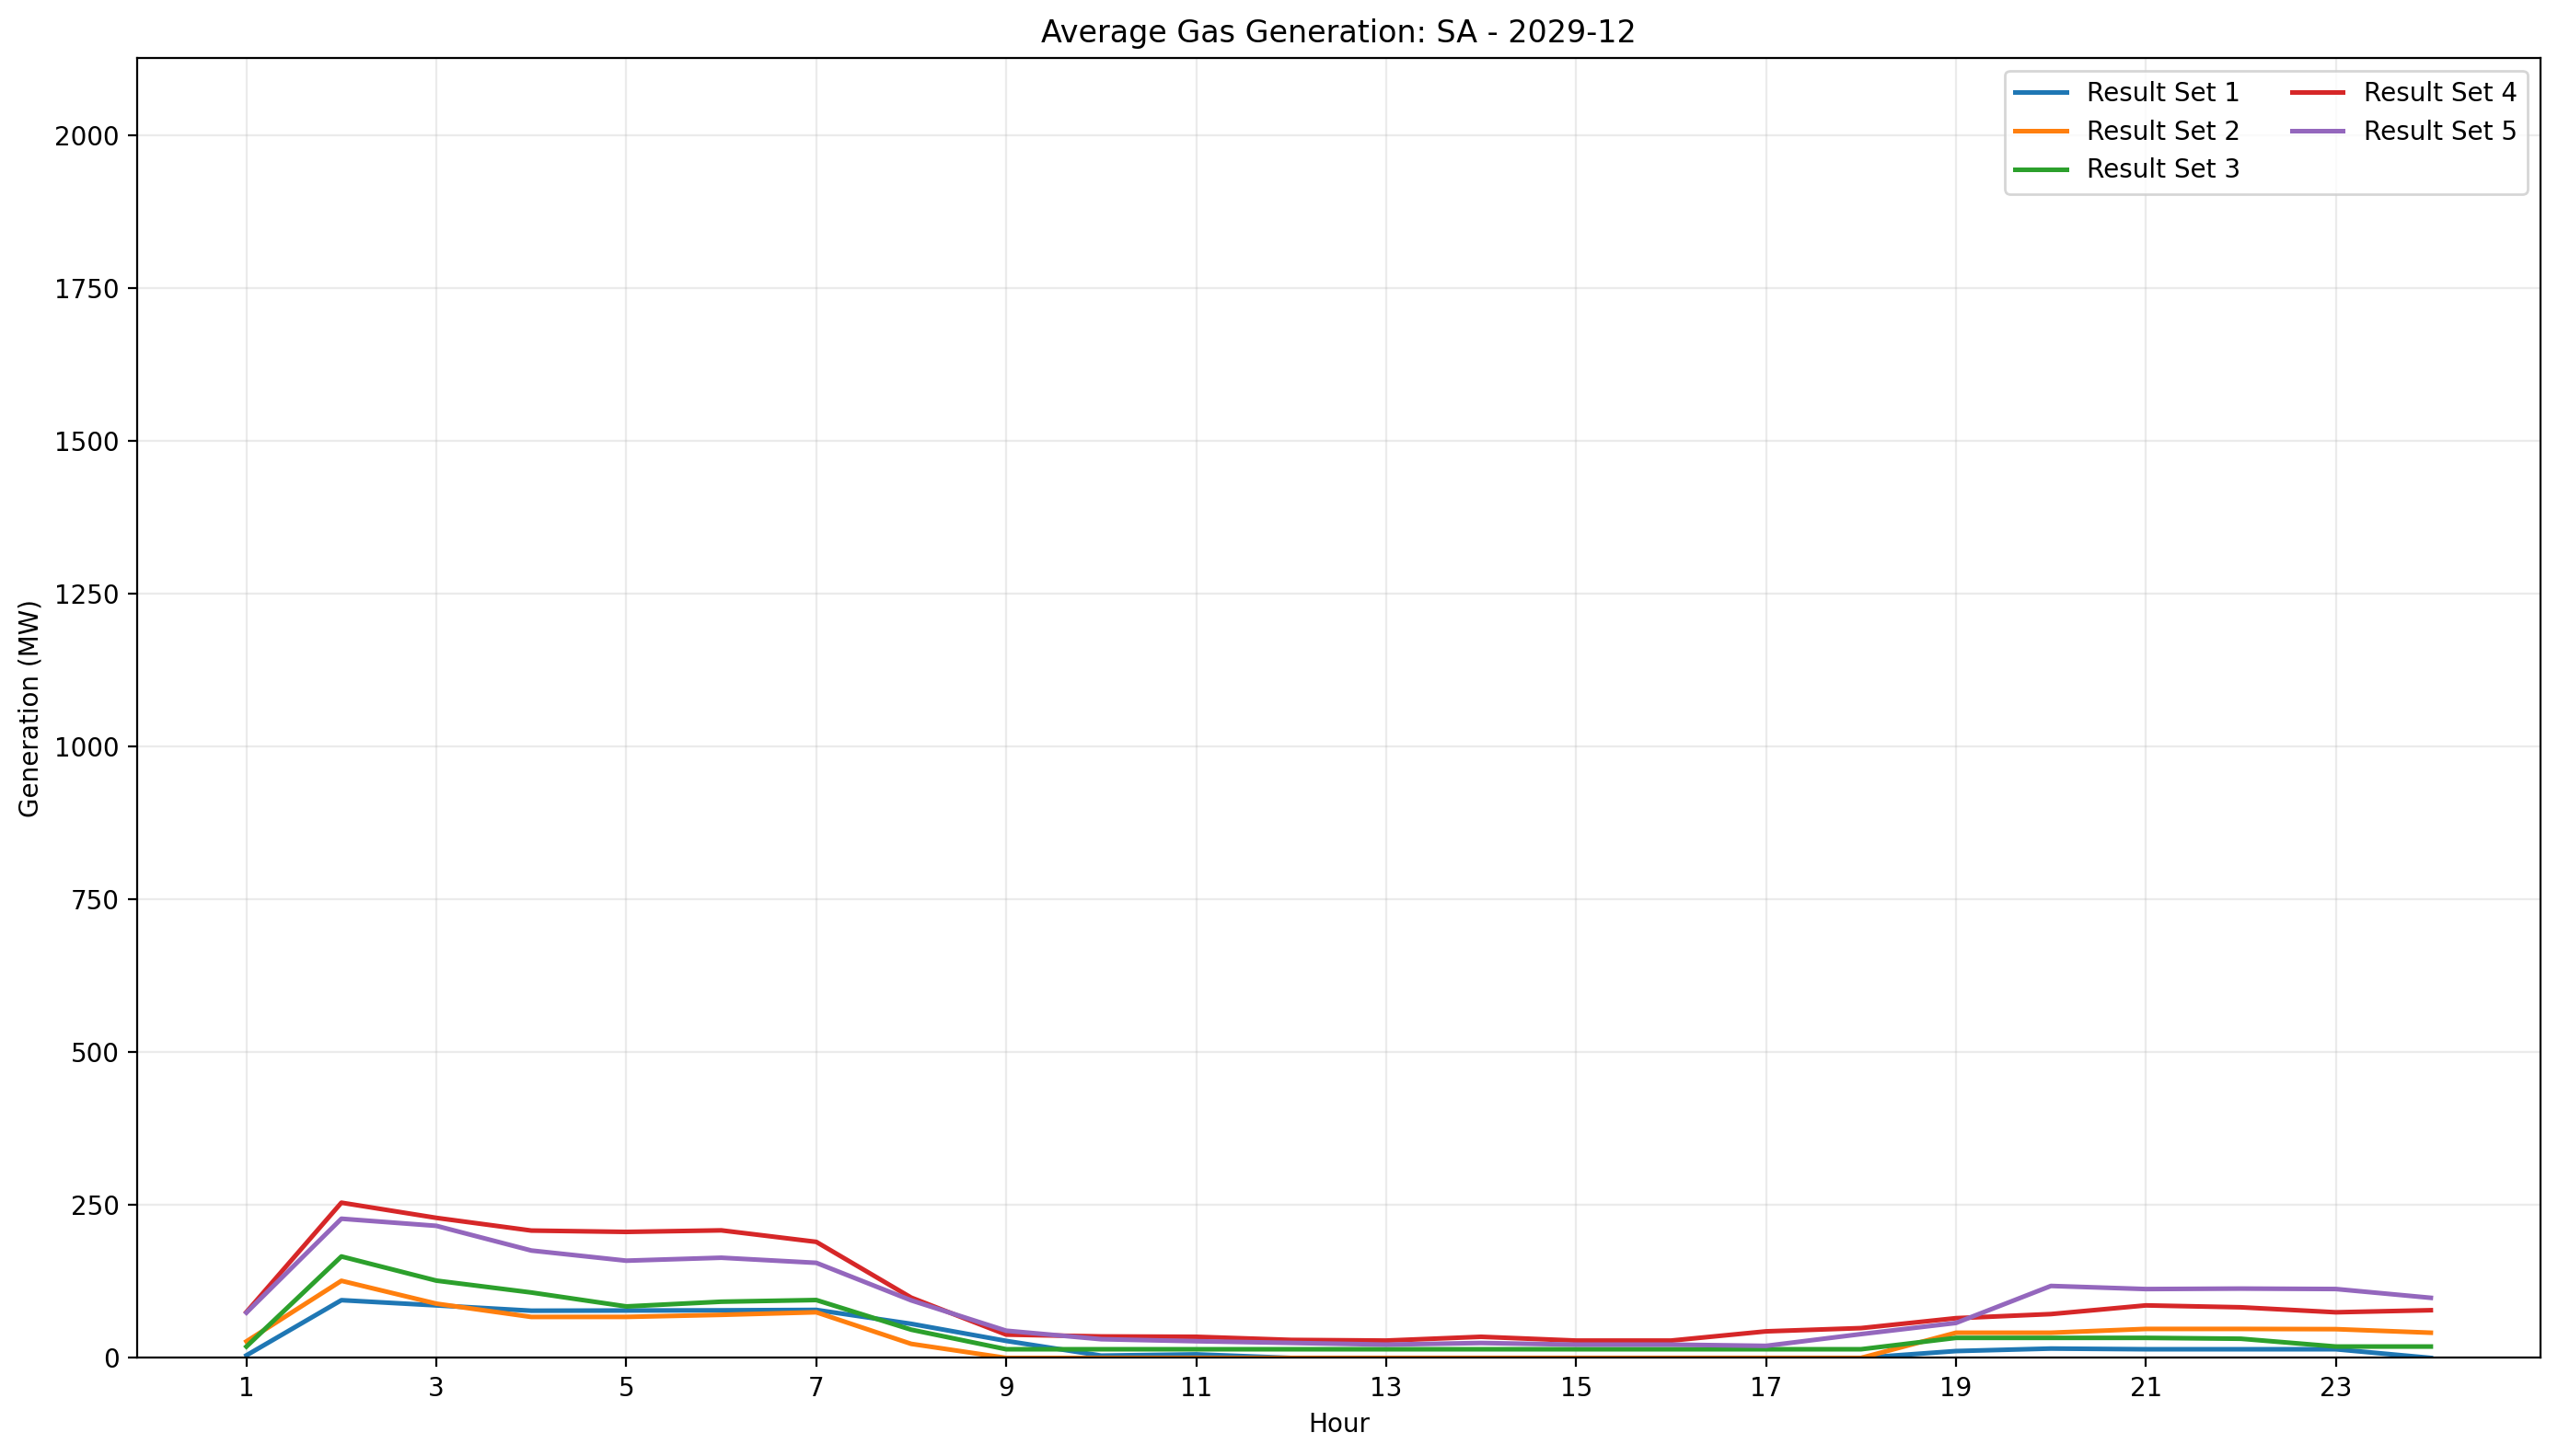 Average Gas Generation: SA - 2029-12
Result Set 1
Result Set 2
Result Set 3
Result Set 4
Result Set 5
Generation (MW)
2000
1750
1500
1250
1000
750
500
250
0
1 3 5 7 9 11 13 15 17 19 21 23
Hour